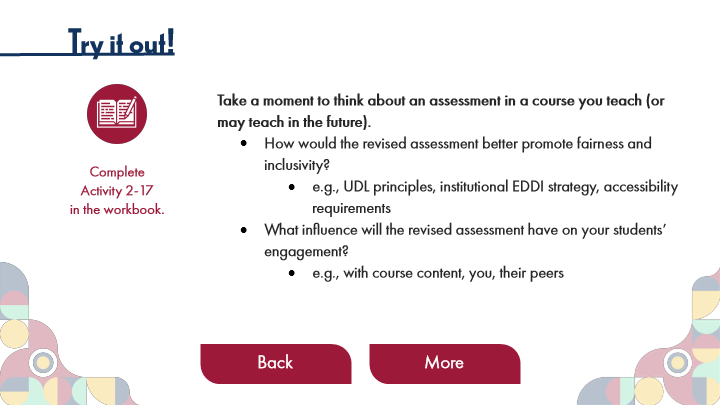 Try it out!
Complete
Activity 2-17
in the workbook.
Take a moment to think about an assessment in a course you teach (or
may teach in the future).
● How would the revised assessment better promote fairness and
inclusivity?
● e.g., UDL principles, institutional EDDI strategy, accessibility
requirements
● What influence will the revised assessment have on your students’
engagement?
● e.g., with course content, you, their peers
Back
More